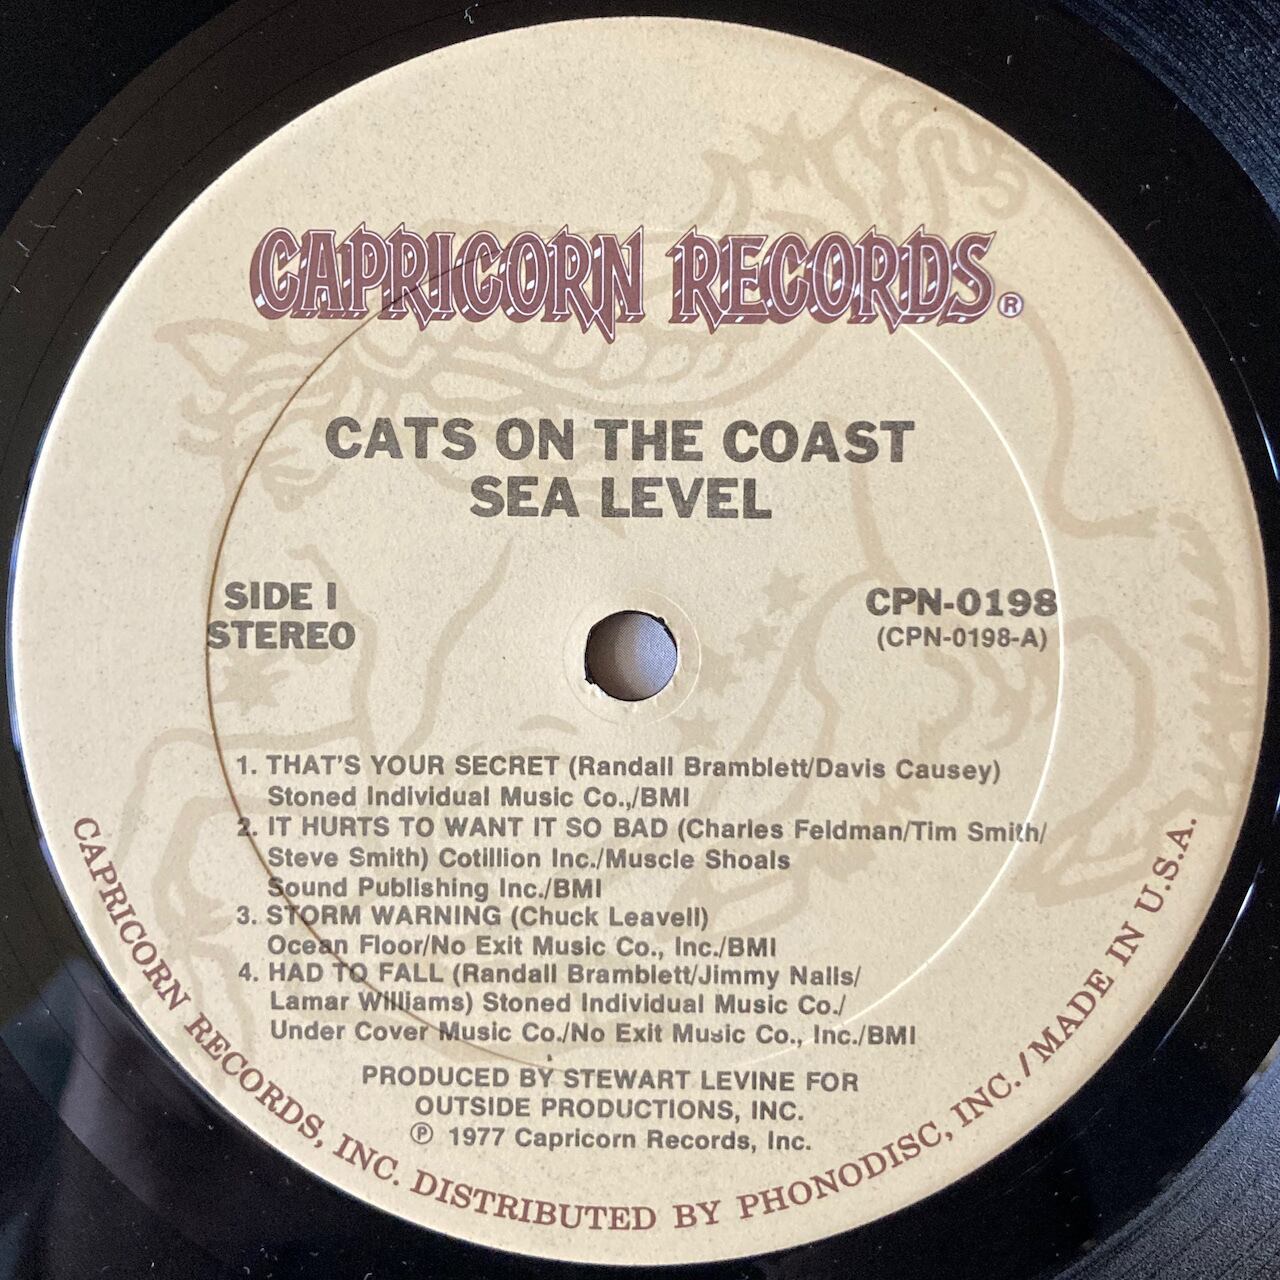 CAPRICORN RECORDS®
CATS ON THE COAST
SEA LEVEL
SIDE I
STEREO
CPN-0198
(CPN-0198-A)
1. THAT'S YOUR SECRET (Randall Bramblett/Davis Causey)
Stoned Individual Music Co.,/BMI
2. IT HURTS TO WANT IT SO BAD (Charles Feldman/Tim Smith/
Steve Smith) Cotillion Inc./Muscle Shoals
Sound Publishing Inc./BMI
3. STORM WARNING (Chuck Leavell)
Ocean Floor/No Exit Music Co., Inc./BMI
4. HAD TO FALL (Randall Bramblett/Jimmy Nalls/
Lamar Williams) Stoned Individual Music Co./
Under Cover Music Co./No Exit Music Co., Inc./BMI
PRODUCED BY STEWART LEVINE FOR
OUTSIDE PRODUCTIONS, INC.
℗ 1977 Capricorn Records, Inc.
CAPRICORN RECORDS, INC. DISTRIBUTED BY PHONODISC, INC. / MADE IN U.S.A.